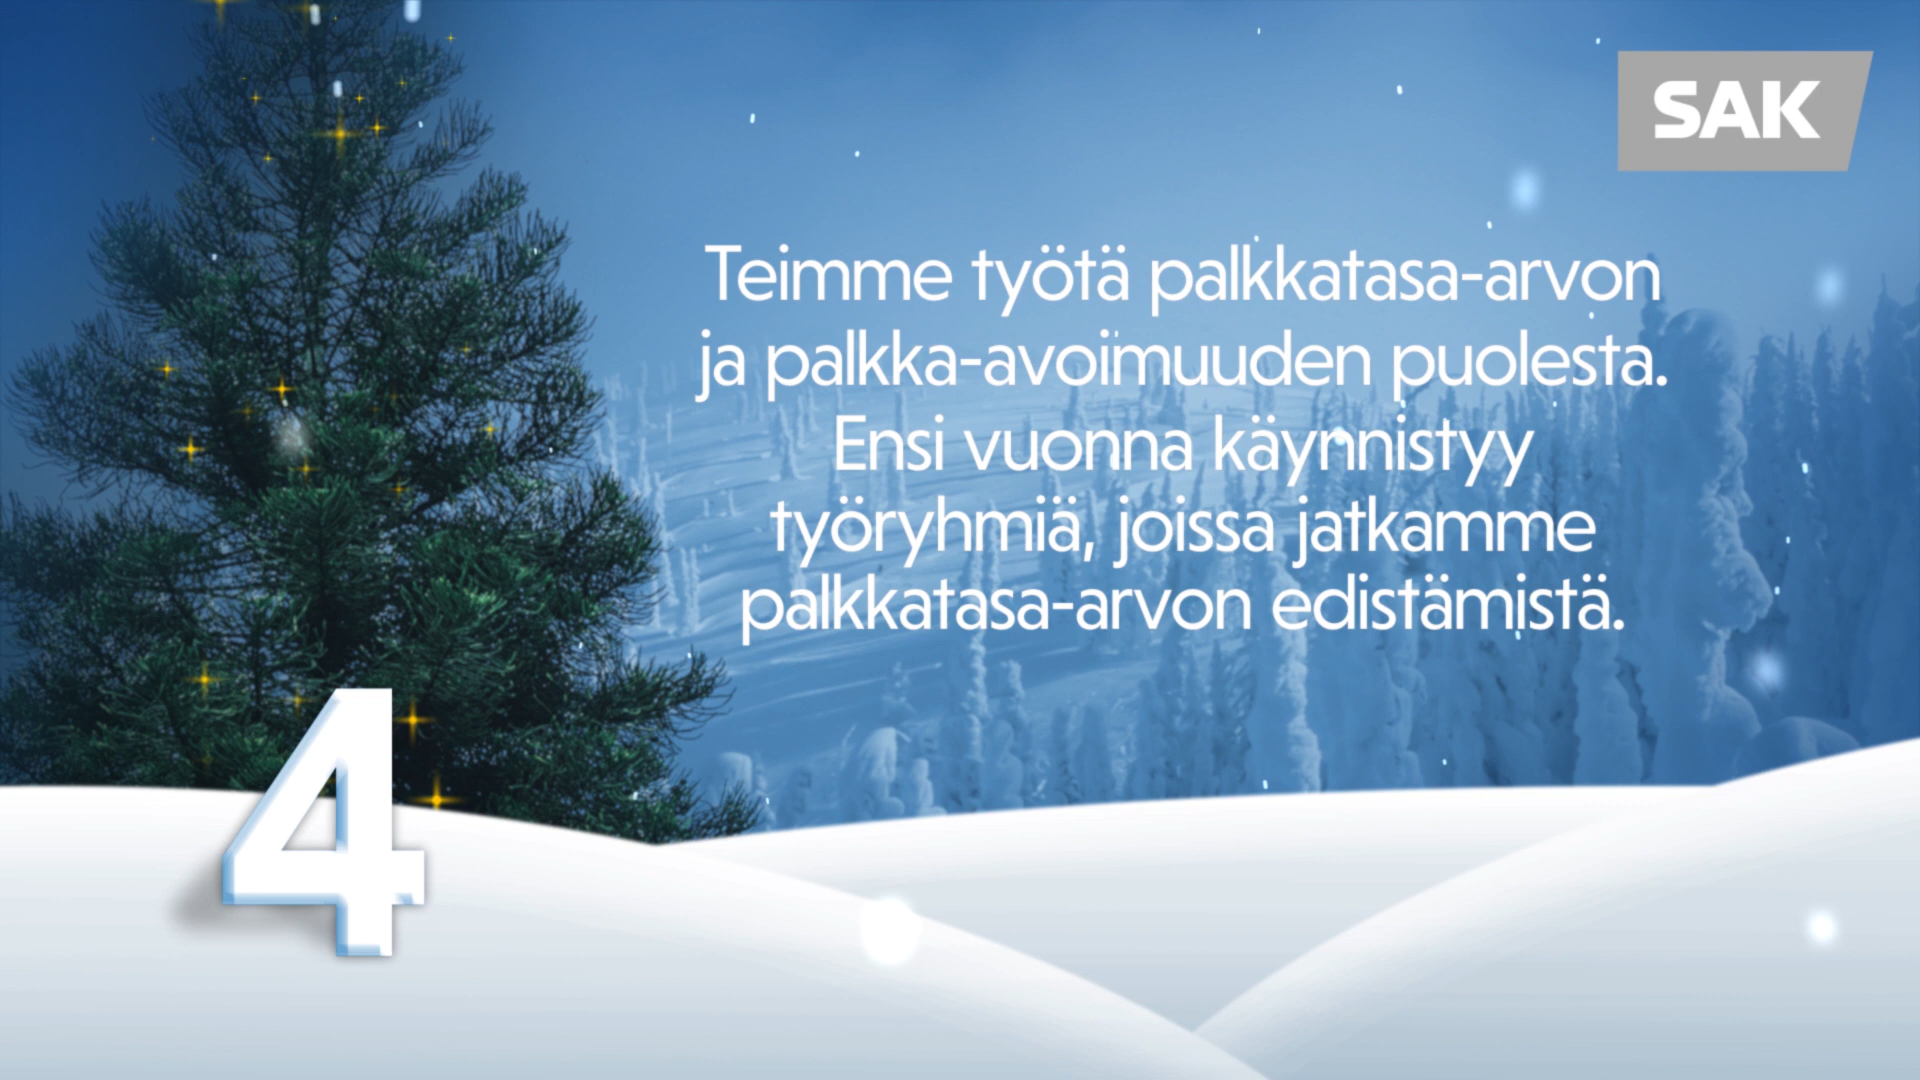 SAK
Teimme työtä palkkatasa-arvon
ja palkka-avoimuuden puolesta.
Ensi vuonna käynnistyy
työryhmiä, joissa jatkamme
palkkatasa-arvon edistämistä.
4